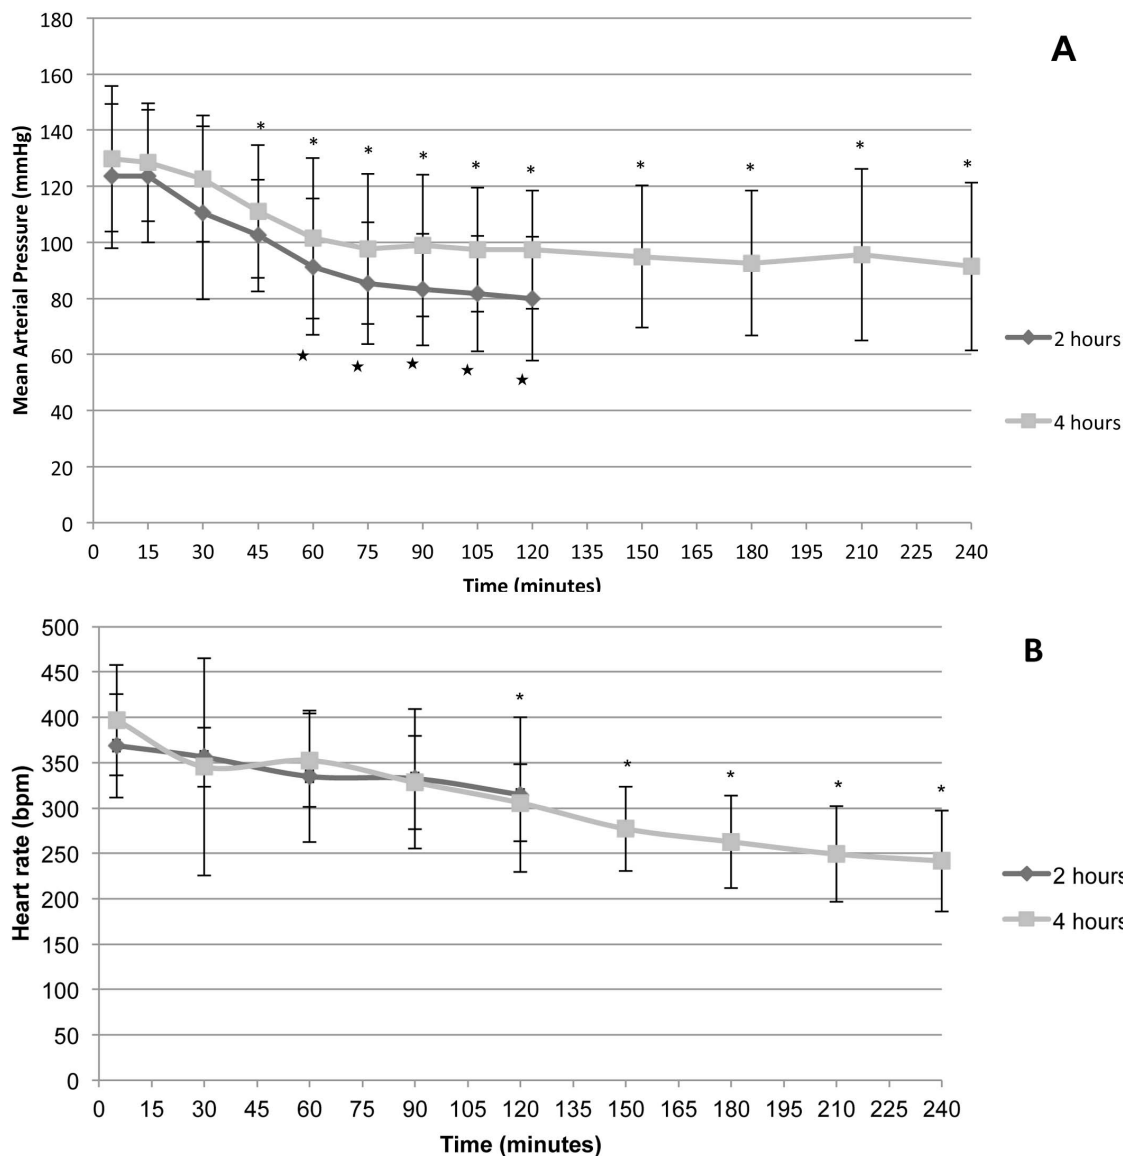 A
180
160
140
120
100
80
60
40
20
0
Mean Arterial Pressure (mmHg)
* * * * * * * * * *
★ ★ ★ ★ ★
2 hours
4 hours
0 15 30 45 60 75 90 105 120 135 150 165 180 195 210 225 240
Time (minutes)
B
500
450
400
350
300
250
200
150
100
50
0
Heart rate (bpm)
* * * * *
2 hours
4 hours
0 15 30 45 60 75 90 105 120 135 150 165 180 195 210 225 240
Time (minutes)